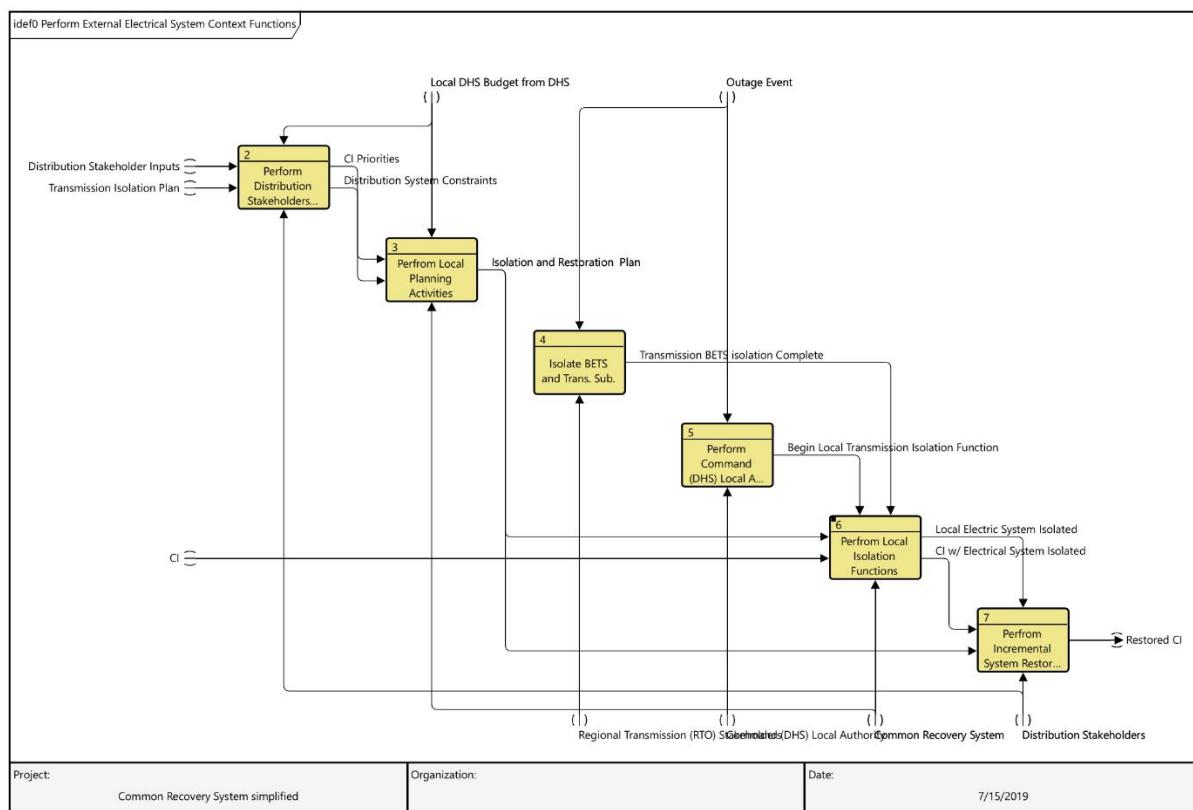 idef0 Perform External Electrical System Context Functions
Local DHS Budget from DHS
Outage Event
Distribution Stakeholder Inputs
Transmission Isolation Plan
2
Perform
Distribution
Stakeholders...
CI Priorities
Distribution System Constraints
3
Perfrom Local
Planning
Activities
Isolation and Restoration Plan
4
Isolate BETS
and Trans. Sub.
Transmission BETS isolation Complete
5
Perform
Command
(DHS) Local A...
Begin Local Transmission Isolation Function
CI
6
Perfrom Local
Isolation
Functions
Local Electric System Isolated
CI w/ Electrical System Isolated
7
Perfrom
Incremental
System Restor...
Restored CI
Regional Transmission (RTO) Stakeholders
(DHS) Local Authority
Common Recovery System
Distribution Stakeholders
Project:
Common Recovery System simplified
Organization:
Date:
7/15/2019